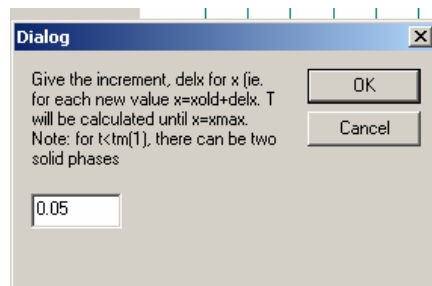 Dialog
Give the increment, delx for x (ie.
for each new value x=xold+delx. T
will be calculated until x=xmax.
Note: for t<tm(1), there can be two
solid phases
OK
Cancel
0.05